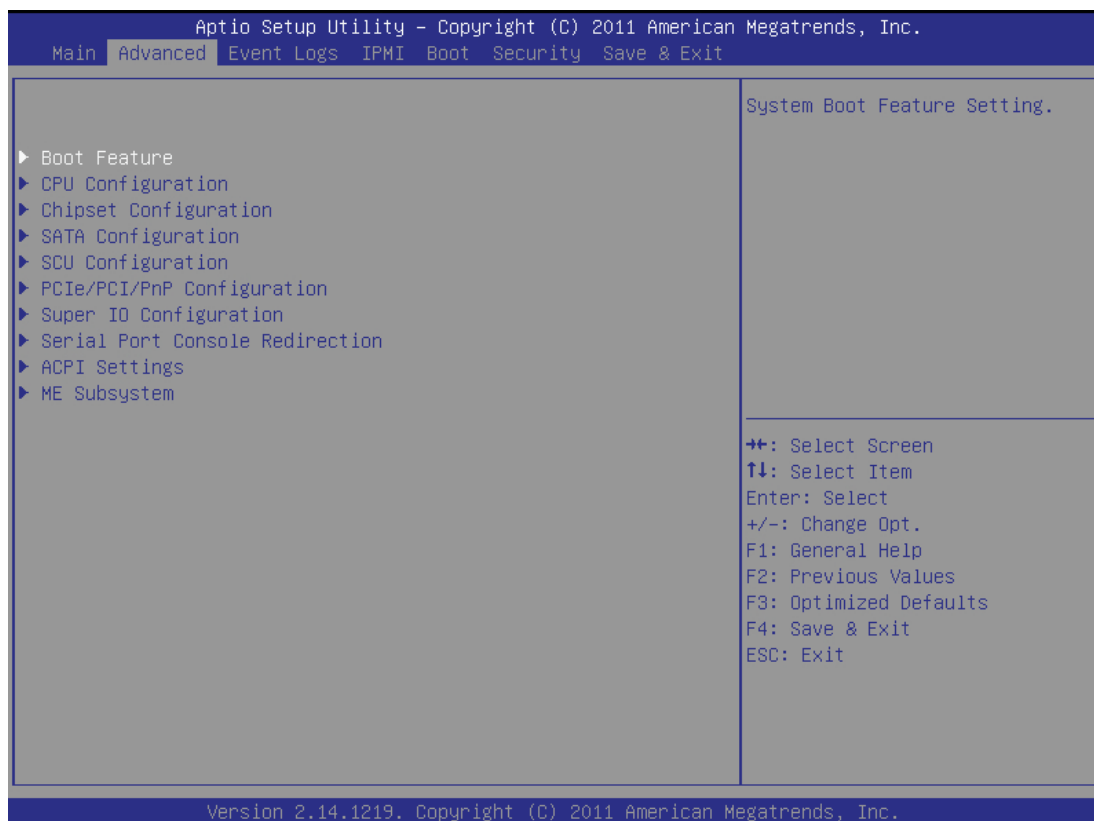 Aptio Setup Utility – Copyright (C) 2011 American Megatrends, Inc.
Main Advanced Event Logs IPMI Boot Security Save & Exit
System Boot Feature Setting.
▶ Boot Feature
▶ CPU Configuration
▶ Chipset Configuration
▶ SATA Configuration
▶ SCU Configuration
▶ PCIe/PCI/PnP Configuration
▶ Super IO Configuration
▶ Serial Port Console Redirection
▶ ACPI Settings
▶ ME Subsystem
→←: Select Screen
↑↓: Select Item
Enter: Select
+/-: Change Opt.
F1: General Help
F2: Previous Values
F3: Optimized Defaults
F4: Save & Exit
ESC: Exit
Version 2.14.1219. Copyright (C) 2011 American Megatrends, Inc.